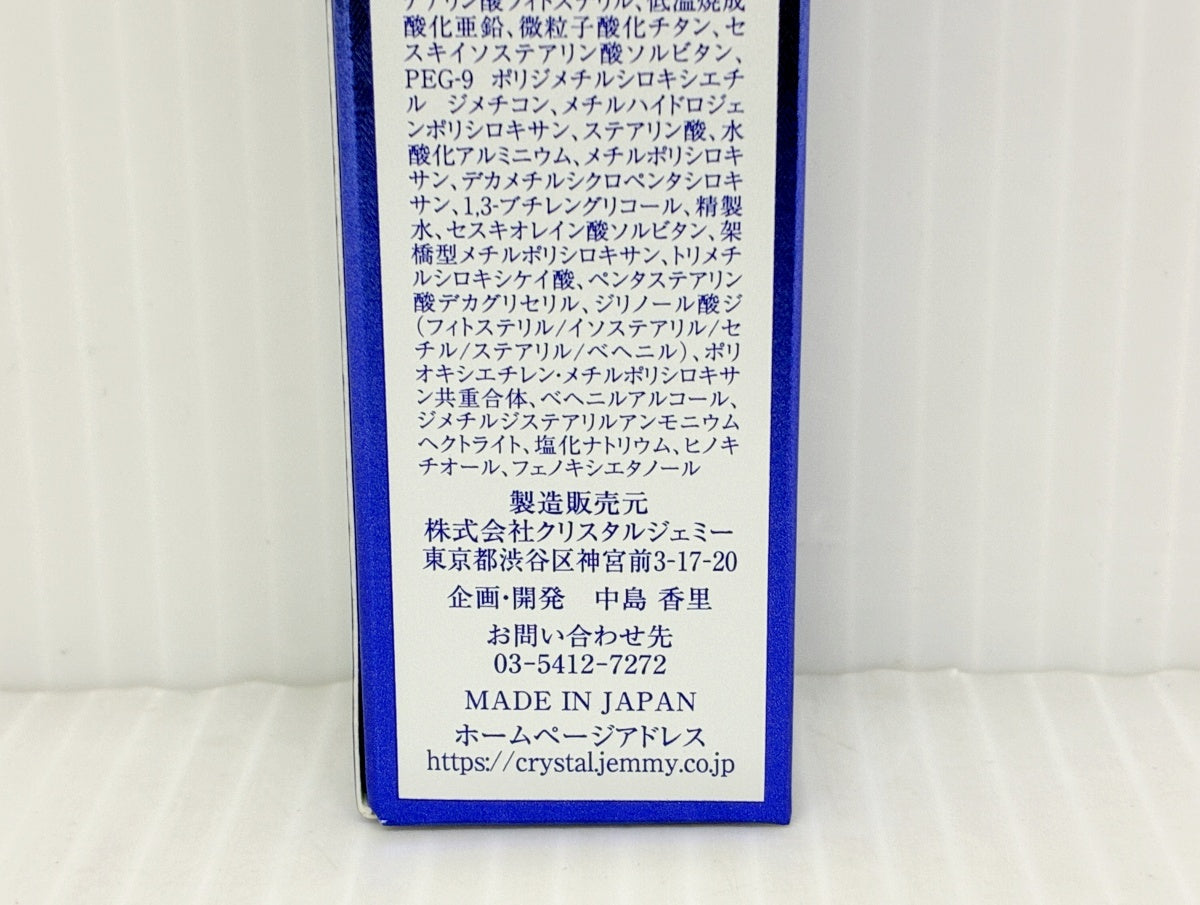 アリン酸フィトステリル、低温焼成
酸化亜鉛、微粒子酸化チタン、セ
スキイソステアリン酸ソルビタン、
PEG-9　ポリジメチルシロキシエチ
ル　ジメチコン、メチルハイドロジェ
ンポリシロキサン、ステアリン酸、水
酸化アルミニウム、メチルポリシロキ
サン、デカメチルシクロペンタシロキ
サン、1,3-ブチレングリコール、精製
水、セスキオレイン酸ソルビタン、架
橋型メチルポリシロキサン、トリメチ
ルシロキシケイ酸、ペンタステアリン
酸デカグリセリル、ジリノール酸ジ
(フィトステリル/イソステアリル/セ
チル/ステアリル/ベヘニル)、ポリ
オキシエチレン・メチルポリシロキサ
ン共重合体、ベヘニルアルコール、
ジメチルジステアリルアンモニウム
ヘクトライト、塩化ナトリウム、ヒノキ
チオール、フェノキシエタノール
製造販売元
株式会社クリスタルジェミー
東京都渋谷区神宮前3-17-20
企画・開発　中島 香里
お問い合わせ先
03-5412-7272
MADE IN JAPAN
ホームページアドレス
https://crystal.jemmy.co.jp